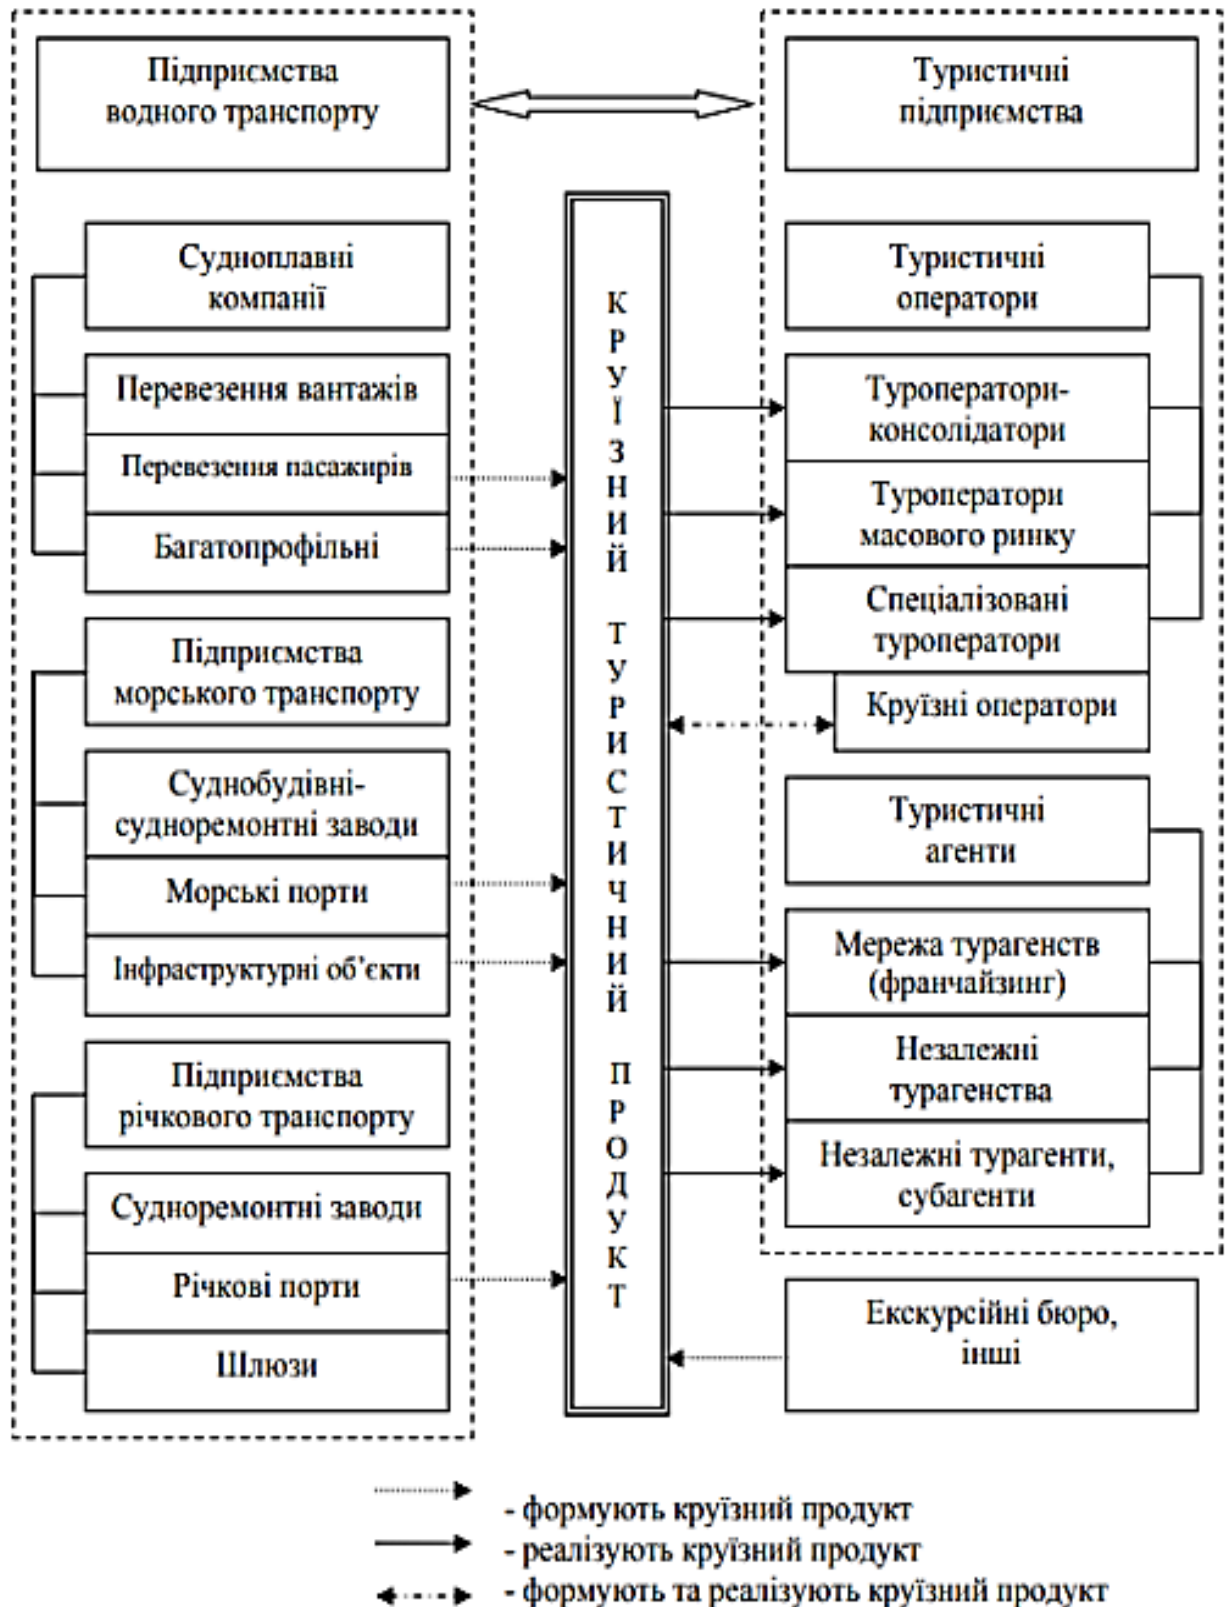 Підприємства
водного транспорту
Судноплавні
компанії
Перевезення вантажів
Перевезення пасажирів
Багатопрофільні
Підприємства
морського транспорту
Суднобудівні-
судноремонтні заводи
Морські порти
Інфраструктурні об’єкти
Підприємства
річкового транспорту
Судноремонтні заводи
Річкові порти
Шлюзи
КРУЇЗНИЙ ТУРИСТИЧНИЙ ПРОДУКТ
Туристичні
підприємства
Туристичні
оператори
Туроператори-
консолідатори
Туроператори
масового ринку
Спеціалізовані
туроператори
Круїзні оператори
Туристичні
агенти
Мережа турагенств
(франчайзинг)
Незалежні
турагенства
Незалежні турагенти,
субагенти
Екскурсійні бюро,
інші
- формують круїзний продукт
- реалізують круїзний продукт
- формують та реалізують круїзний продукт